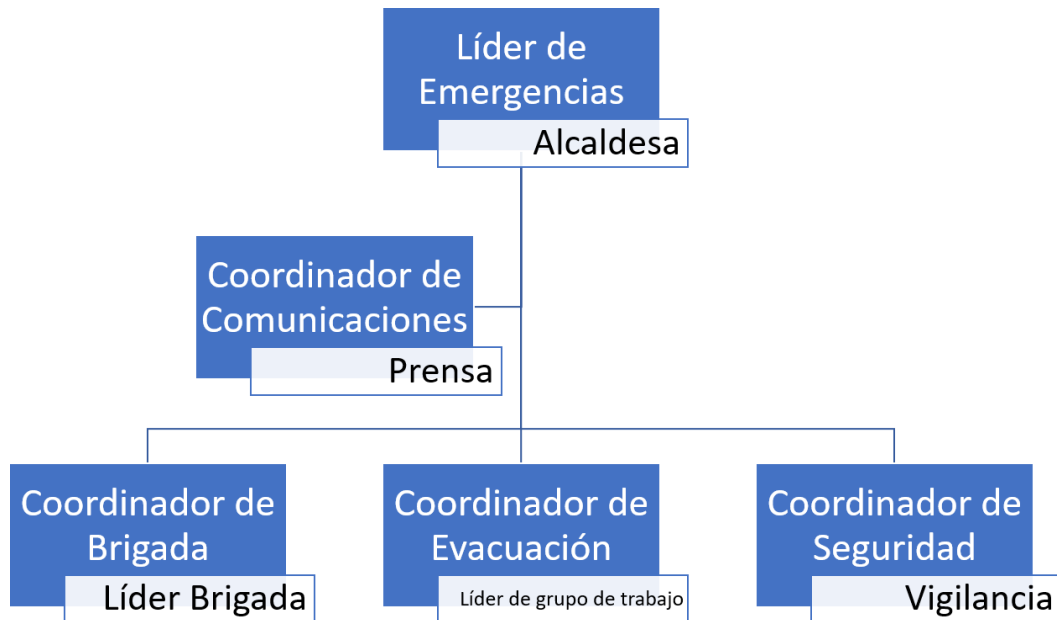 Líder de
Emergencias
Alcaldesa
Coordinador de
Comunicaciones
Prensa
Coordinador de
Brigada
Líder Brigada
Coordinador de
Evacuación
Líder de grupo de trabajo
Coordinador de
Seguridad
Vigilancia